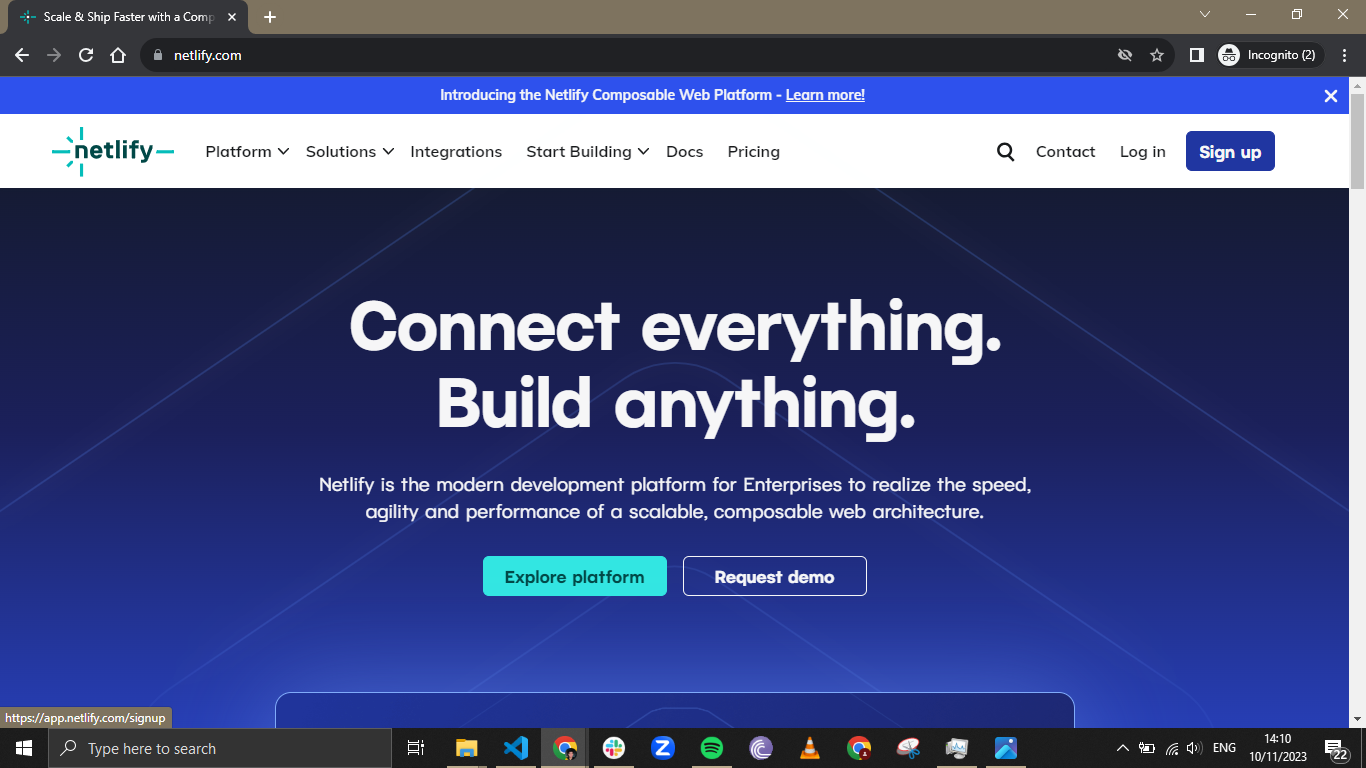 Scale & Ship Faster with a Comp
netlify.com
Incognito (2)
Introducing the Netlify Composable Web Platform - Learn more!
netlify
Platform
Solutions
Integrations
Start Building
Docs
Pricing
Contact
Log in
Sign up
Connect everything.
Build anything.
Netlify is the modern development platform for Enterprises to realize the speed,
agility and performance of a scalable, composable web architecture.
Explore platform
Request demo
https://app.netlify.com/signup
Type here to search
ENG
14:10
10/11/2023
22